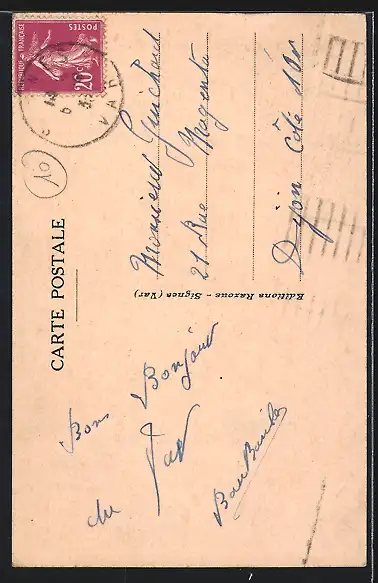 CARTE POSTALE
RÉPUBLIQUE FRANÇAISE
POSTES
20c
VAR
10
Monsieur Guichard
21 Rue Magenta
Dijon Côte d'Or
Editions Raxous - Signes (Var)
Bons Bonjour
du Var